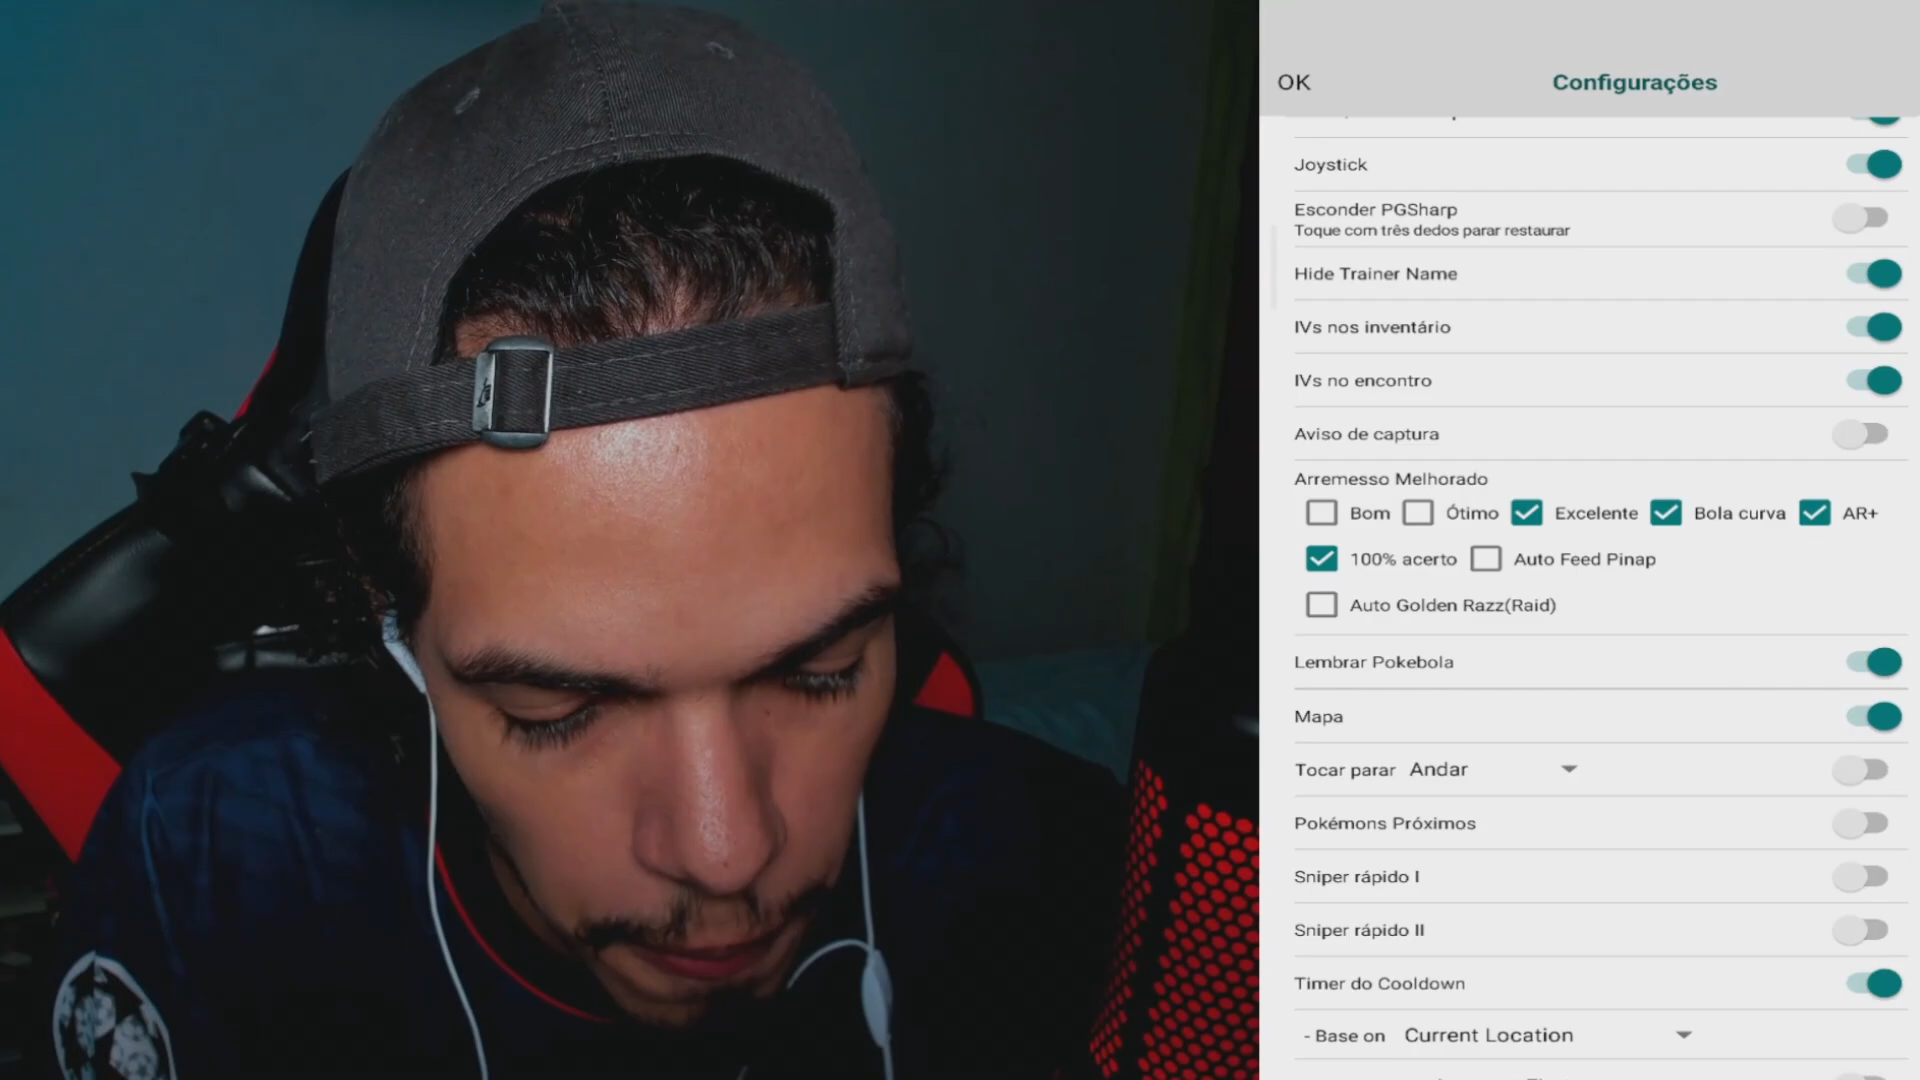 OK
Configurações
Joystick
Esconder PGSharp
Toque com três dedos parar restaurar
Hide Trainer Name
IVs nos inventário
IVs no encontro
Aviso de captura
Arremesso Melhorado
Bom Ótimo Excelente Bola curva AR+
100% acerto Auto Feed Pinap
Auto Golden Razz(Raid)
Lembrar Pokebola
Mapa
Tocar parar Andar
Pokémons Próximos
Sniper rápido I
Sniper rápido II
Timer do Cooldown
- Base on Current Location